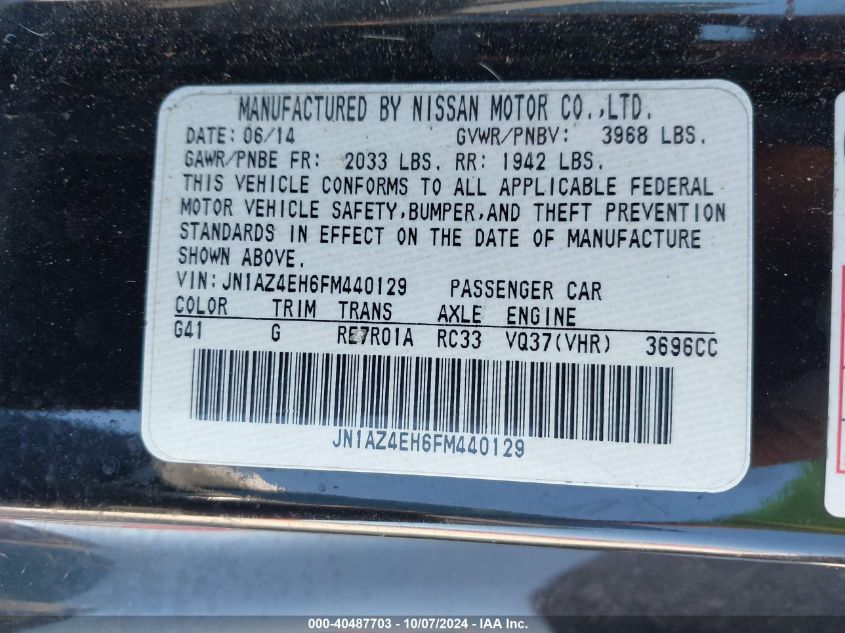 MANUFACTURED BY NISSAN MOTOR CO.,LTD.
DATE: 06/14 GVWR/PNBV: 3968 LBS.
GAWR/PNBE FR: 2033 LBS. RR: 1942 LBS.
THIS VEHICLE CONFORMS TO ALL APPLICABLE FEDERAL
MOTOR VEHICLE SAFETY,BUMPER,AND THEFT PREVENTION
STANDARDS IN EFFECT ON THE DATE OF MANUFACTURE
SHOWN ABOVE.
VIN: JN1AZ4EH6FM440129 PASSENGER CAR
COLOR TRIM TRANS AXLE ENGINE
G41 G RE7R01A RC33 VQ37(VHR) 3696CC
JN1AZ4EH6FM440129
000-40487703 - 10/07/2024 - IAA Inc.